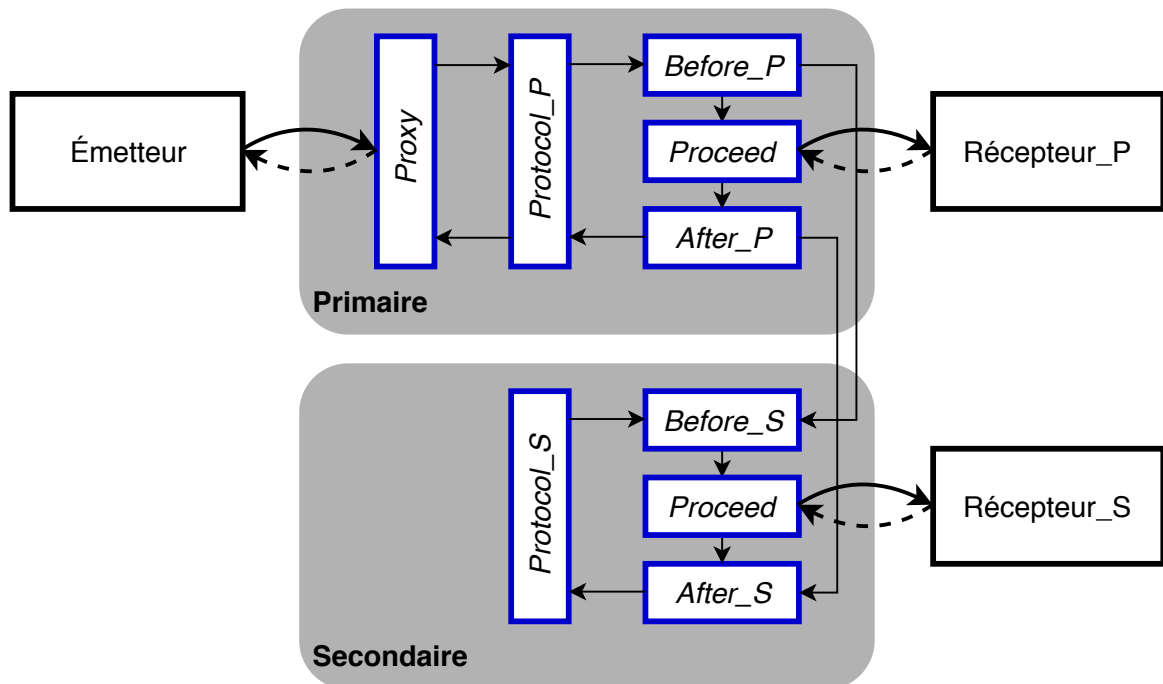 Émetteur
Proxy
Protocol_P
Before_P
Proceed
After_P
Récepteur_P
Primaire
Protocol_S
Before_S
Proceed
After_S
Récepteur_S
Secondaire